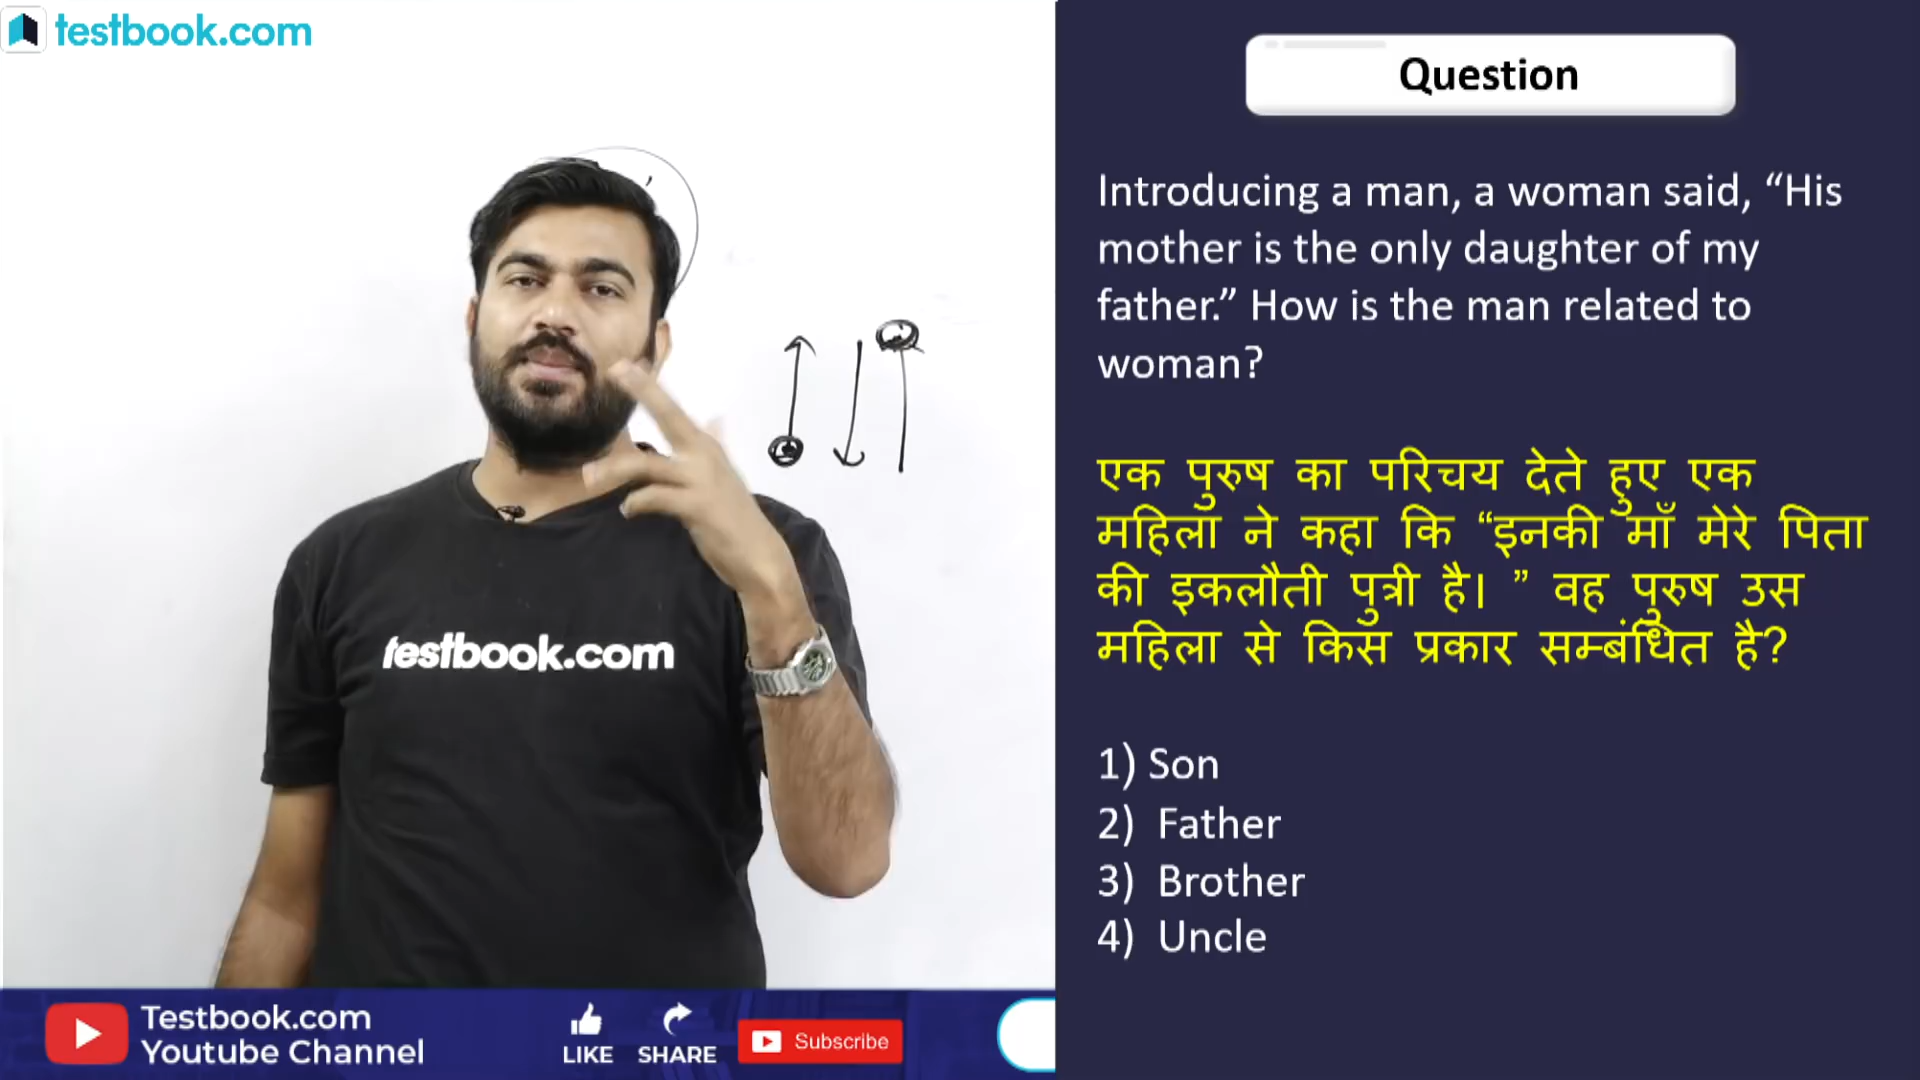 testbook.com
Question
Introducing a man, a woman said, “His
mother is the only daughter of my
father.” How is the man related to
woman?
एक पुरुष का परिचय देते हुए एक
महिला ने कहा कि “इनकी माँ मेरे पिता
की इकलौती पुत्री है। ” वह पुरुष उस
महिला से किस प्रकार सम्बंधित है?
1) Son
2) Father
3) Brother
4) Uncle
testbook.com
Testbook.com
Youtube Channel
LIKE
SHARE
Subscribe